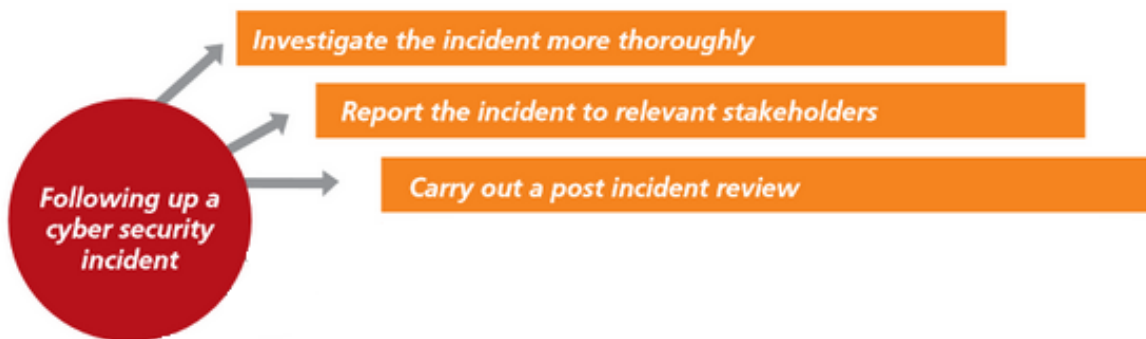 Investigate the incident more thoroughly
Report the incident to relevant stakeholders
Carry out a post incident review
Following up a
cyber security
incident